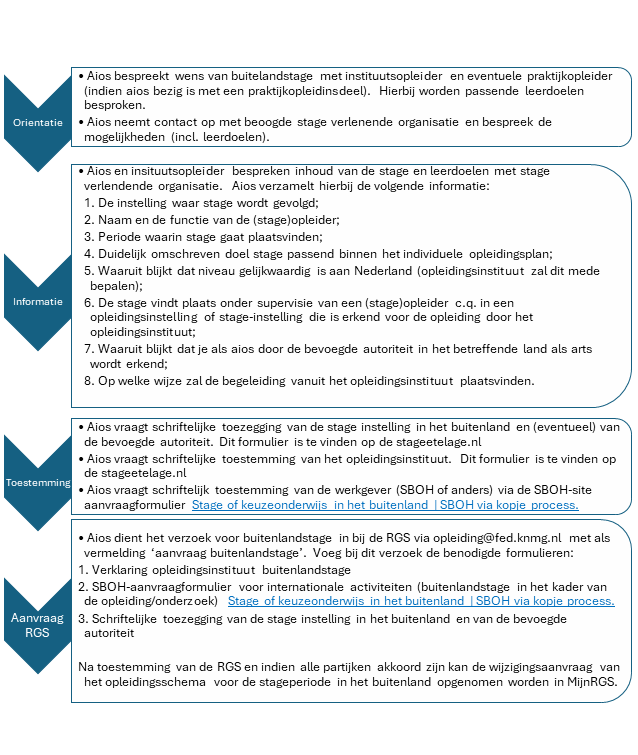 • Aios bespreekt wens van buitelandstage met instituutsopleider en eventuele praktijkopleider
(indien aios bezig is met een praktijkopleidinsdeel). Hierbij worden passende leerdoelen
besproken.
Orientatie
• Aios neemt contact op met beoogde stage verlenende organisatie en bespreek de
mogelijkheden (incl. leerdoelen).
• Aios en insituutsopleider bespreken inhoud van de stage en leerdoelen met stage
verlendende organisatie. Aios verzamelt hierbij de volgende informatie:
1. De instelling waar stage wordt gevolgd;
2. Naam en de functie van de (stage)opleider;
3. Periode waarin stage gaat plaatsvinden;
4. Duidelijk omschreven doel stage passend binnen het individuele opleidingsplan;
5. Waaruit blijkt dat niveau gelijkwaardig is aan Nederland (opleidingsinstituut zal dit mede
bepalen);
Informatie
6. De stage vindt plaats onder supervisie van een (stage)opleider c.q. in een
opleidingsinstelling of stage-instelling die is erkend voor de opleiding door het
opleidingsinstituut;
7. Waaruit blijkt dat je als aios door de bevoegde autoriteit in het betreffende land als arts
wordt erkend;
8. Op welke wijze zal de begeleiding vanuit het opleidingsinstituut plaatsvinden.
• Aios vraagt schriftelijke toezegging van de stage instelling in het buitenland en (eventueel) van
de bevoegde autoriteit. Dit formulier is te vinden op de stageetelage.nl
• Aios vraagt schriftelijke toestemming van het opleidingsinstituut. Dit formulier is te vinden op
de stageetelage.nl
Toestemming
• Aios vraagt schriftelijk toestemming van de werkgever (SBOH of anders) via de SBOH-site
aanvraagformulier Stage of keuzeonderwijs in het buitenland | SBOH via kopje process.
• Aios dient het verzoek voor buitenlandstage in bij de RGS via opleiding@fed.knmg.nl met als
vermelding ‘aanvraag buitenlandstage’. Voeg bij dit verzoek de benodigde formulieren:
1. Verklaring opleidingsinstituut buitenlandstage
2. SBOH-aanvraagformulier voor internationale activiteiten (buitenlandstage in het kader van
de opleiding/onderzoek) Stage of keuzeonderwijs in het buitenland | SBOH via kopje process.
Aanvraag
RGS
3. Schriftelijke toezegging van de stage instelling in het buitenland en van de bevoegde
autoriteit
Na toestemming van de RGS en indien alle partijken akkoord zijn kan de wijzigingsaanvraag van
het opleidingsschema voor de stageperiode in het buitenland opgenomen worden in MijnRGS.